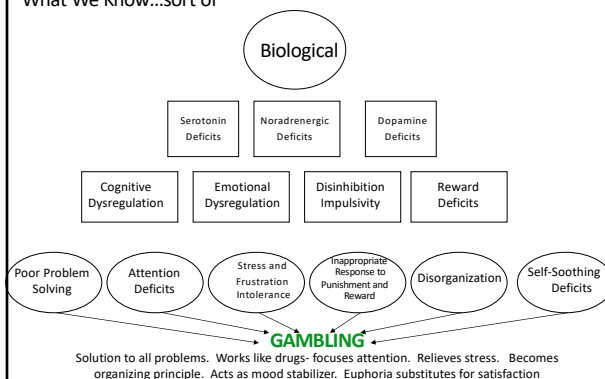 What We Know…sort of
Biological
Serotonin
Deficits
Noradrenergic
Deficits
Dopamine
Deficits
Cognitive
Dysregulation
Emotional
Dysregulation
Disinhibition
Impulsivity
Reward
Deficits
Poor Problem
Solving
Attention
Deficits
Stress and
Frustration
Intolerance
Inappropriate
Response to
Punishment and
Reward
Disorganization
Self-Soothing
Deficits
GAMBLING
Solution to all problems. Works like drugs- focuses attention. Relieves stress. Becomes
organizing principle. Acts as mood stabilizer. Euphoria substitutes for satisfaction